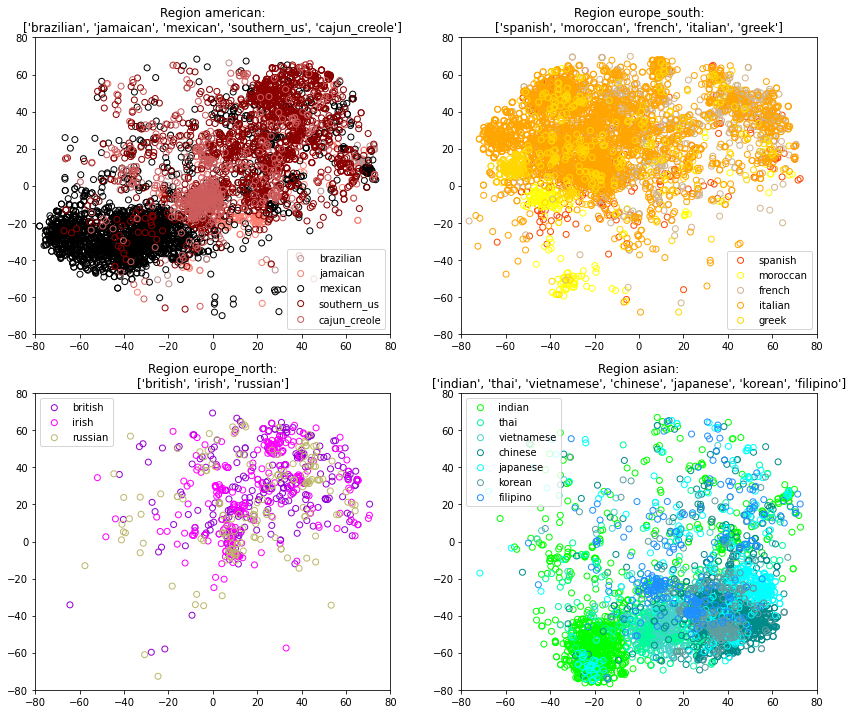 Region american:
['brazilian', 'jamaican', 'mexican', 'southern_us', 'cajun_creole']
80
60
40
20
0
−20
−40
−60
−80
−80 −60 −40 −20 0 20 40 60 80
brazilian
jamaican
mexican
southern_us
cajun_creole
Region europe_south:
['spanish', 'moroccan', 'french', 'italian', 'greek']
80
60
40
20
0
−20
−40
−60
−80
−80 −60 −40 −20 0 20 40 60 80
spanish
moroccan
french
italian
greek
Region europe_north:
['british', 'irish', 'russian']
80
60
40
20
0
−20
−40
−60
−80
−80 −60 −40 −20 0 20 40 60 80
british
irish
russian
Region asian:
['indian', 'thai', 'vietnamese', 'chinese', 'japanese', 'korean', 'filipino']
80
60
40
20
0
−20
−40
−60
−80
−80 −60 −40 −20 0 20 40 60 80
indian
thai
vietnamese
chinese
japanese
korean
filipino